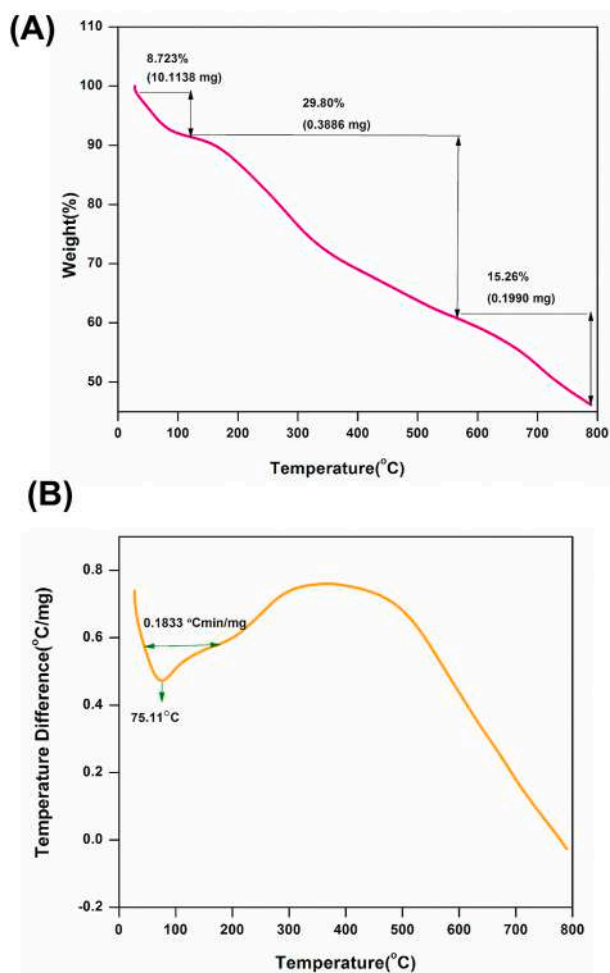 (A)
110
100
90
80
70
60
50
Weight(%)
8.723%
(10.1138 mg)
29.80%
(0.3886 mg)
15.26%
(0.1990 mg)
0 100 200 300 400 500 600 700 800
Temperature(°C)
(B)
0.8
0.6
0.4
0.2
0.0
-0.2
Temperature Difference(°C/mg)
0.1833 °Cmin/mg
75.11°C
0 100 200 300 400 500 600 700 800
Temperature(°C)